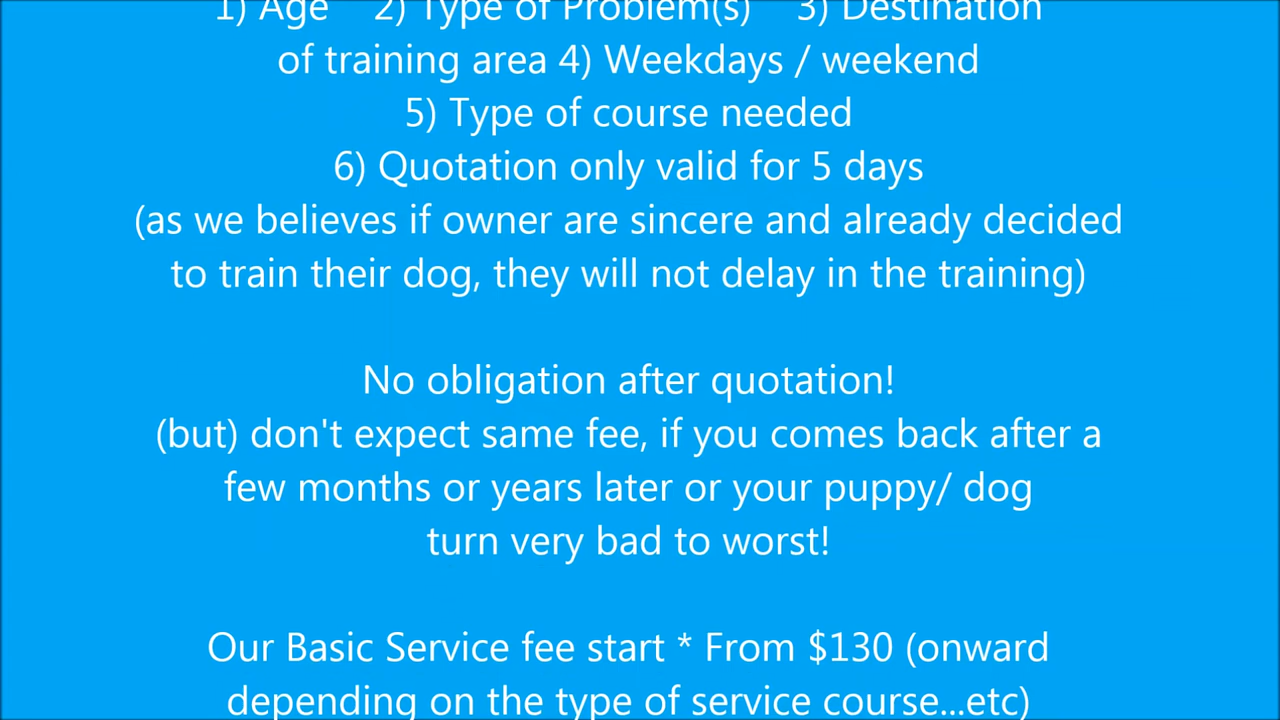 1) Age 2) Type of Problem(s) 3) Destination
of training area 4) Weekdays / weekend
5) Type of course needed
6) Quotation only valid for 5 days
(as we believes if owner are sincere and already decided
to train their dog, they will not delay in the training)
No obligation after quotation!
(but) don't expect same fee, if you comes back after a
few months or years later or your puppy/ dog
turn very bad to worst!
Our Basic Service fee start * From $130 (onward
depending on the type of service course...etc)